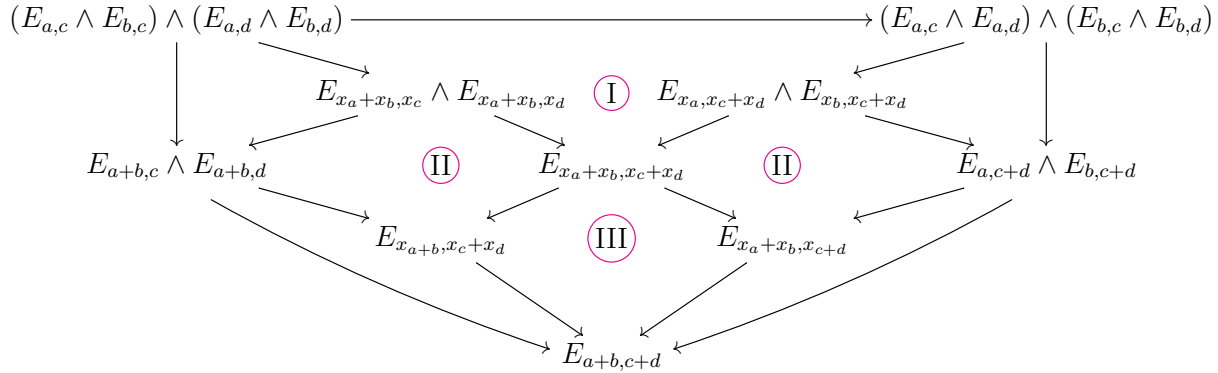 (E_{a,c} ∧ E_{b,c}) ∧ (E_{a,d} ∧ E_{b,d}) (E_{a,c} ∧ E_{a,d}) ∧ (E_{b,c} ∧ E_{b,d})
E_{x_a+x_b,x_c} ∧ E_{x_a+x_b,x_d} I E_{x_a,x_c+x_d} ∧ E_{x_b,x_c+x_d}
E_{a+b,c} ∧ E_{a+b,d} II E_{x_a+x_b,x_c+x_d} II E_{a,c+d} ∧ E_{b,c+d}
E_{x_{a+b},x_c+x_d} III E_{x_a+x_b,x_{c+d}}
E_{a+b,c+d}